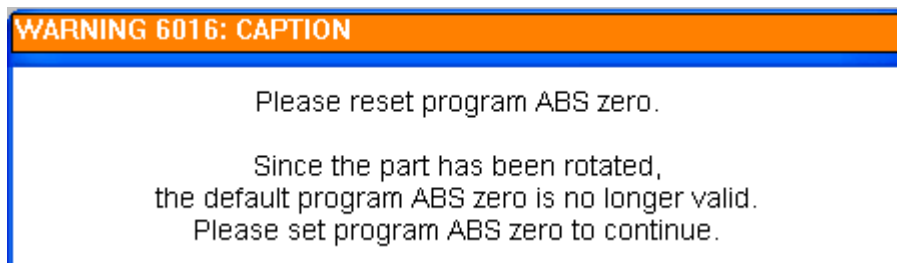 WARNING 6016: CAPTION
Please reset program ABS zero.
Since the part has been rotated,
the default program ABS zero is no longer valid.
Please set program ABS zero to continue.